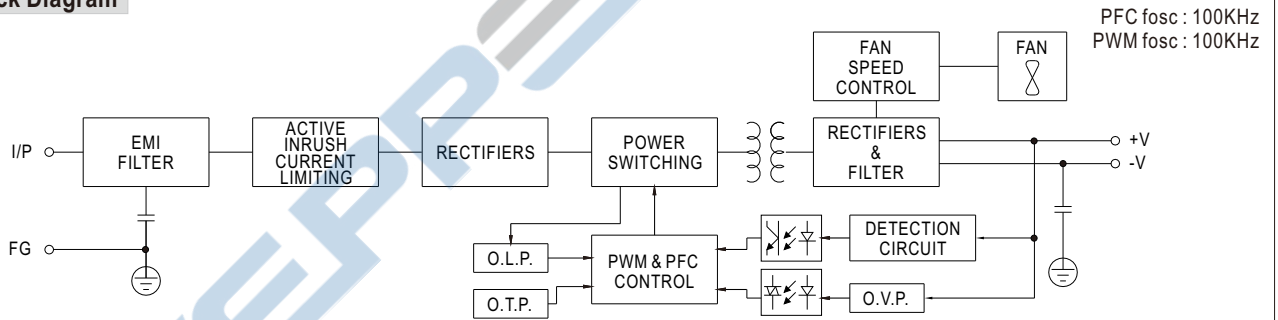 ck Diagram
PFC fosc : 100KHz
PWM fosc : 100KHz
FAN
SPEED
CONTROL
FAN
I/P
EMI
FILTER
ACTIVE
INRUSH
CURRENT
LIMITING
RECTIFIERS
POWER
SWITCHING
RECTIFIERS
&
FILTER
+V
-V
FG
O.L.P.
O.T.P.
PWM & PFC
CONTROL
DETECTION
CIRCUIT
O.V.P.